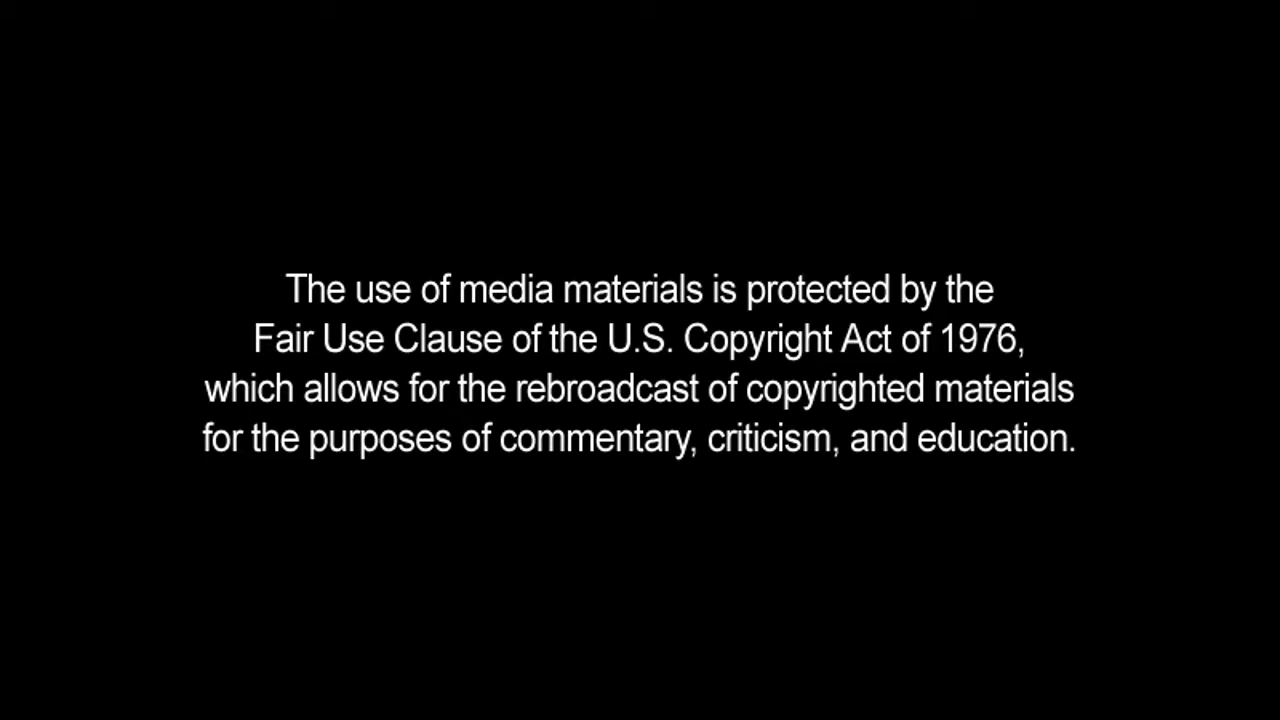 The use of media materials is protected by the
Fair Use Clause of the U.S. Copyright Act of 1976,
which allows for the rebroadcast of copyrighted materials
for the purposes of commentary, criticism, and education.